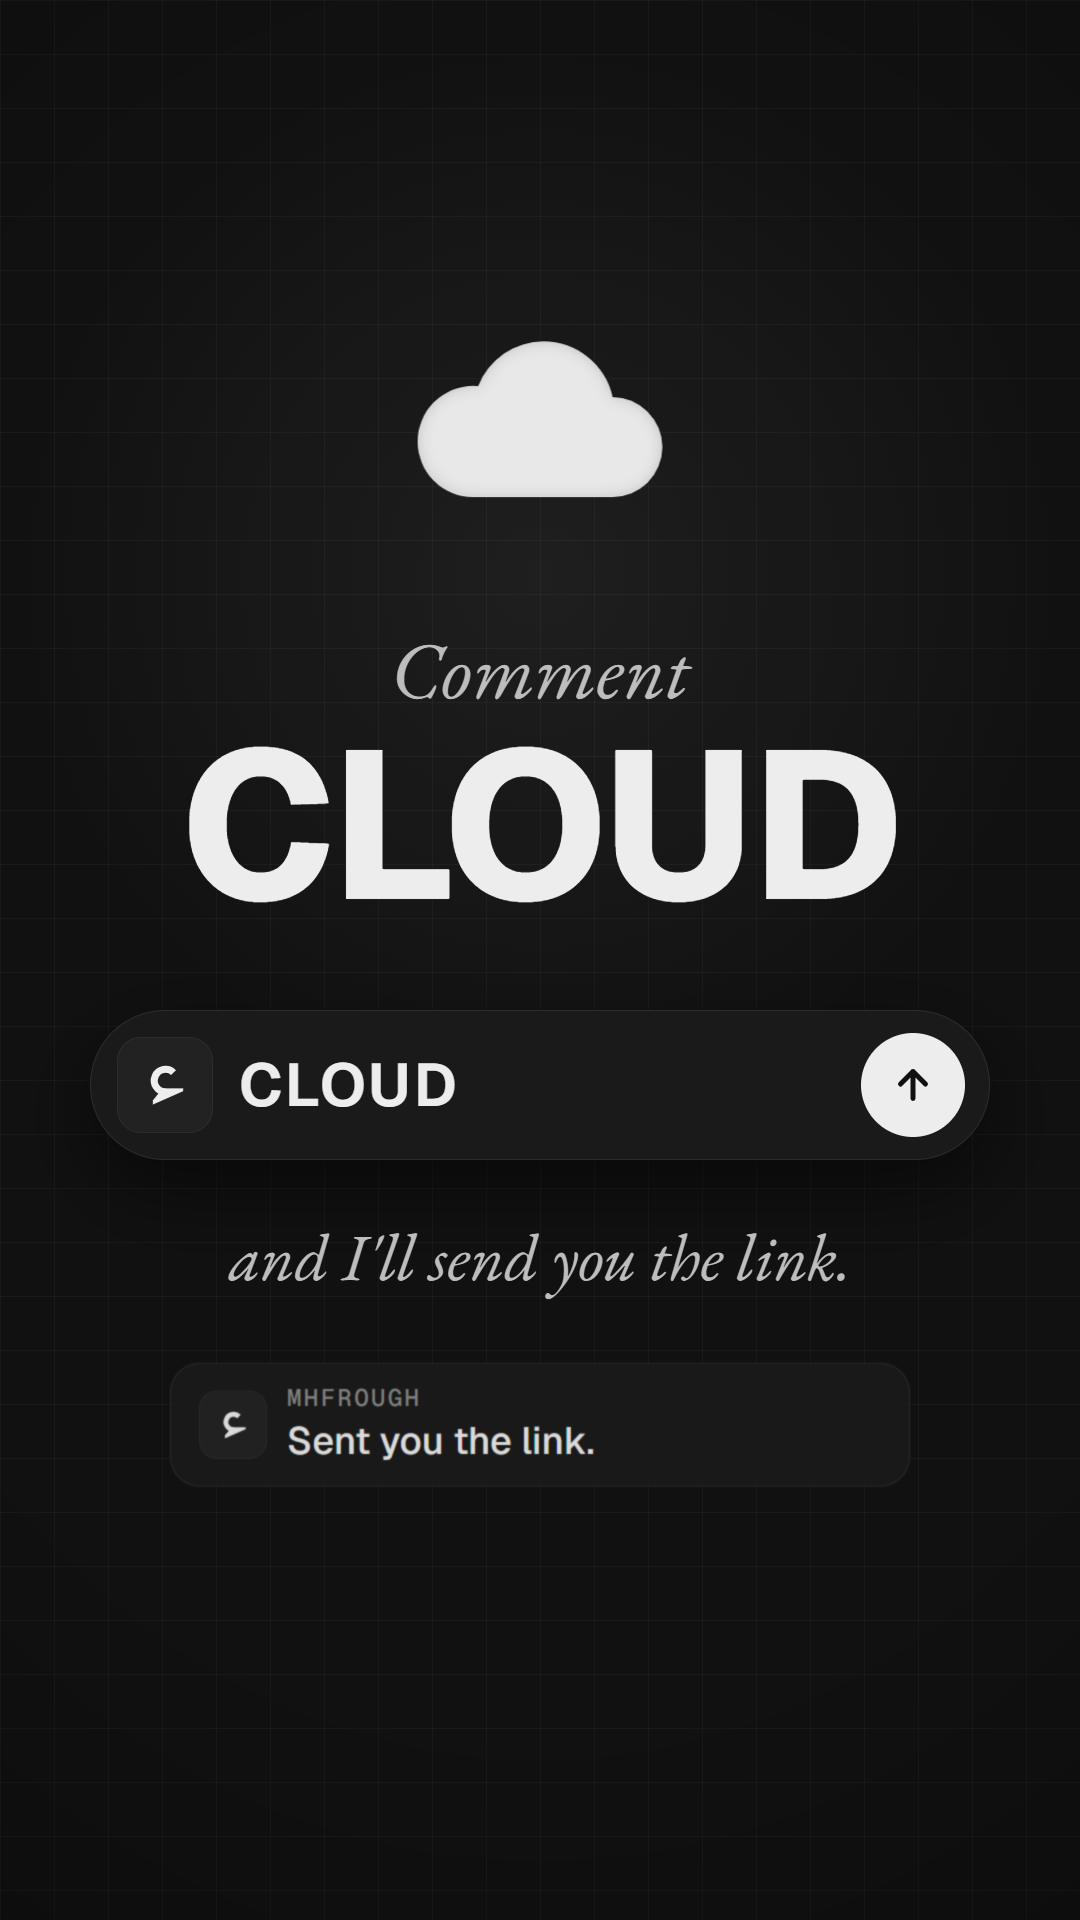 Comment
CLOUD
CLOUD
and I'll send you the link.
MHFROUGH
Sent you the link.